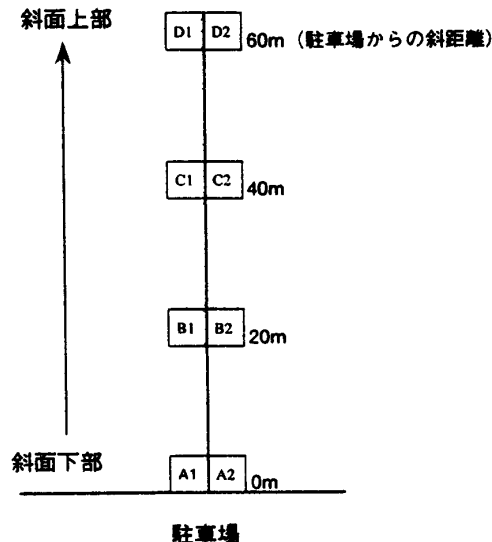 斜面上部
D1 D2 60m（駐車場からの斜距離）
C1 C2 40m
B1 B2 20m
斜面下部
A1 A2 0m
駐車場